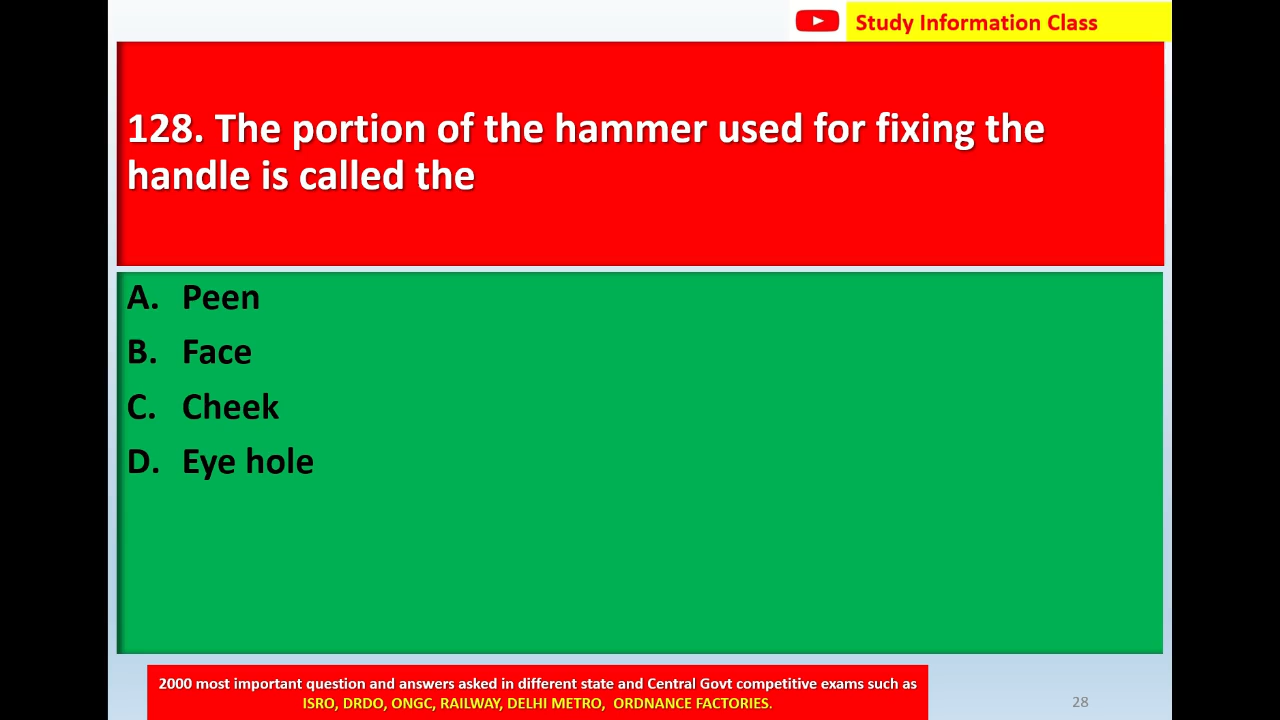 Study Information Class
128. The portion of the hammer used for fixing the
handle is called the
A. Peen
B. Face
C. Cheek
D. Eye hole
2000 most important question and answers asked in different state and Central Govt competitive exams such as
ISRO, DRDO, ONGC, RAILWAY, DELHI METRO, ORDNANCE FACTORIES.
28